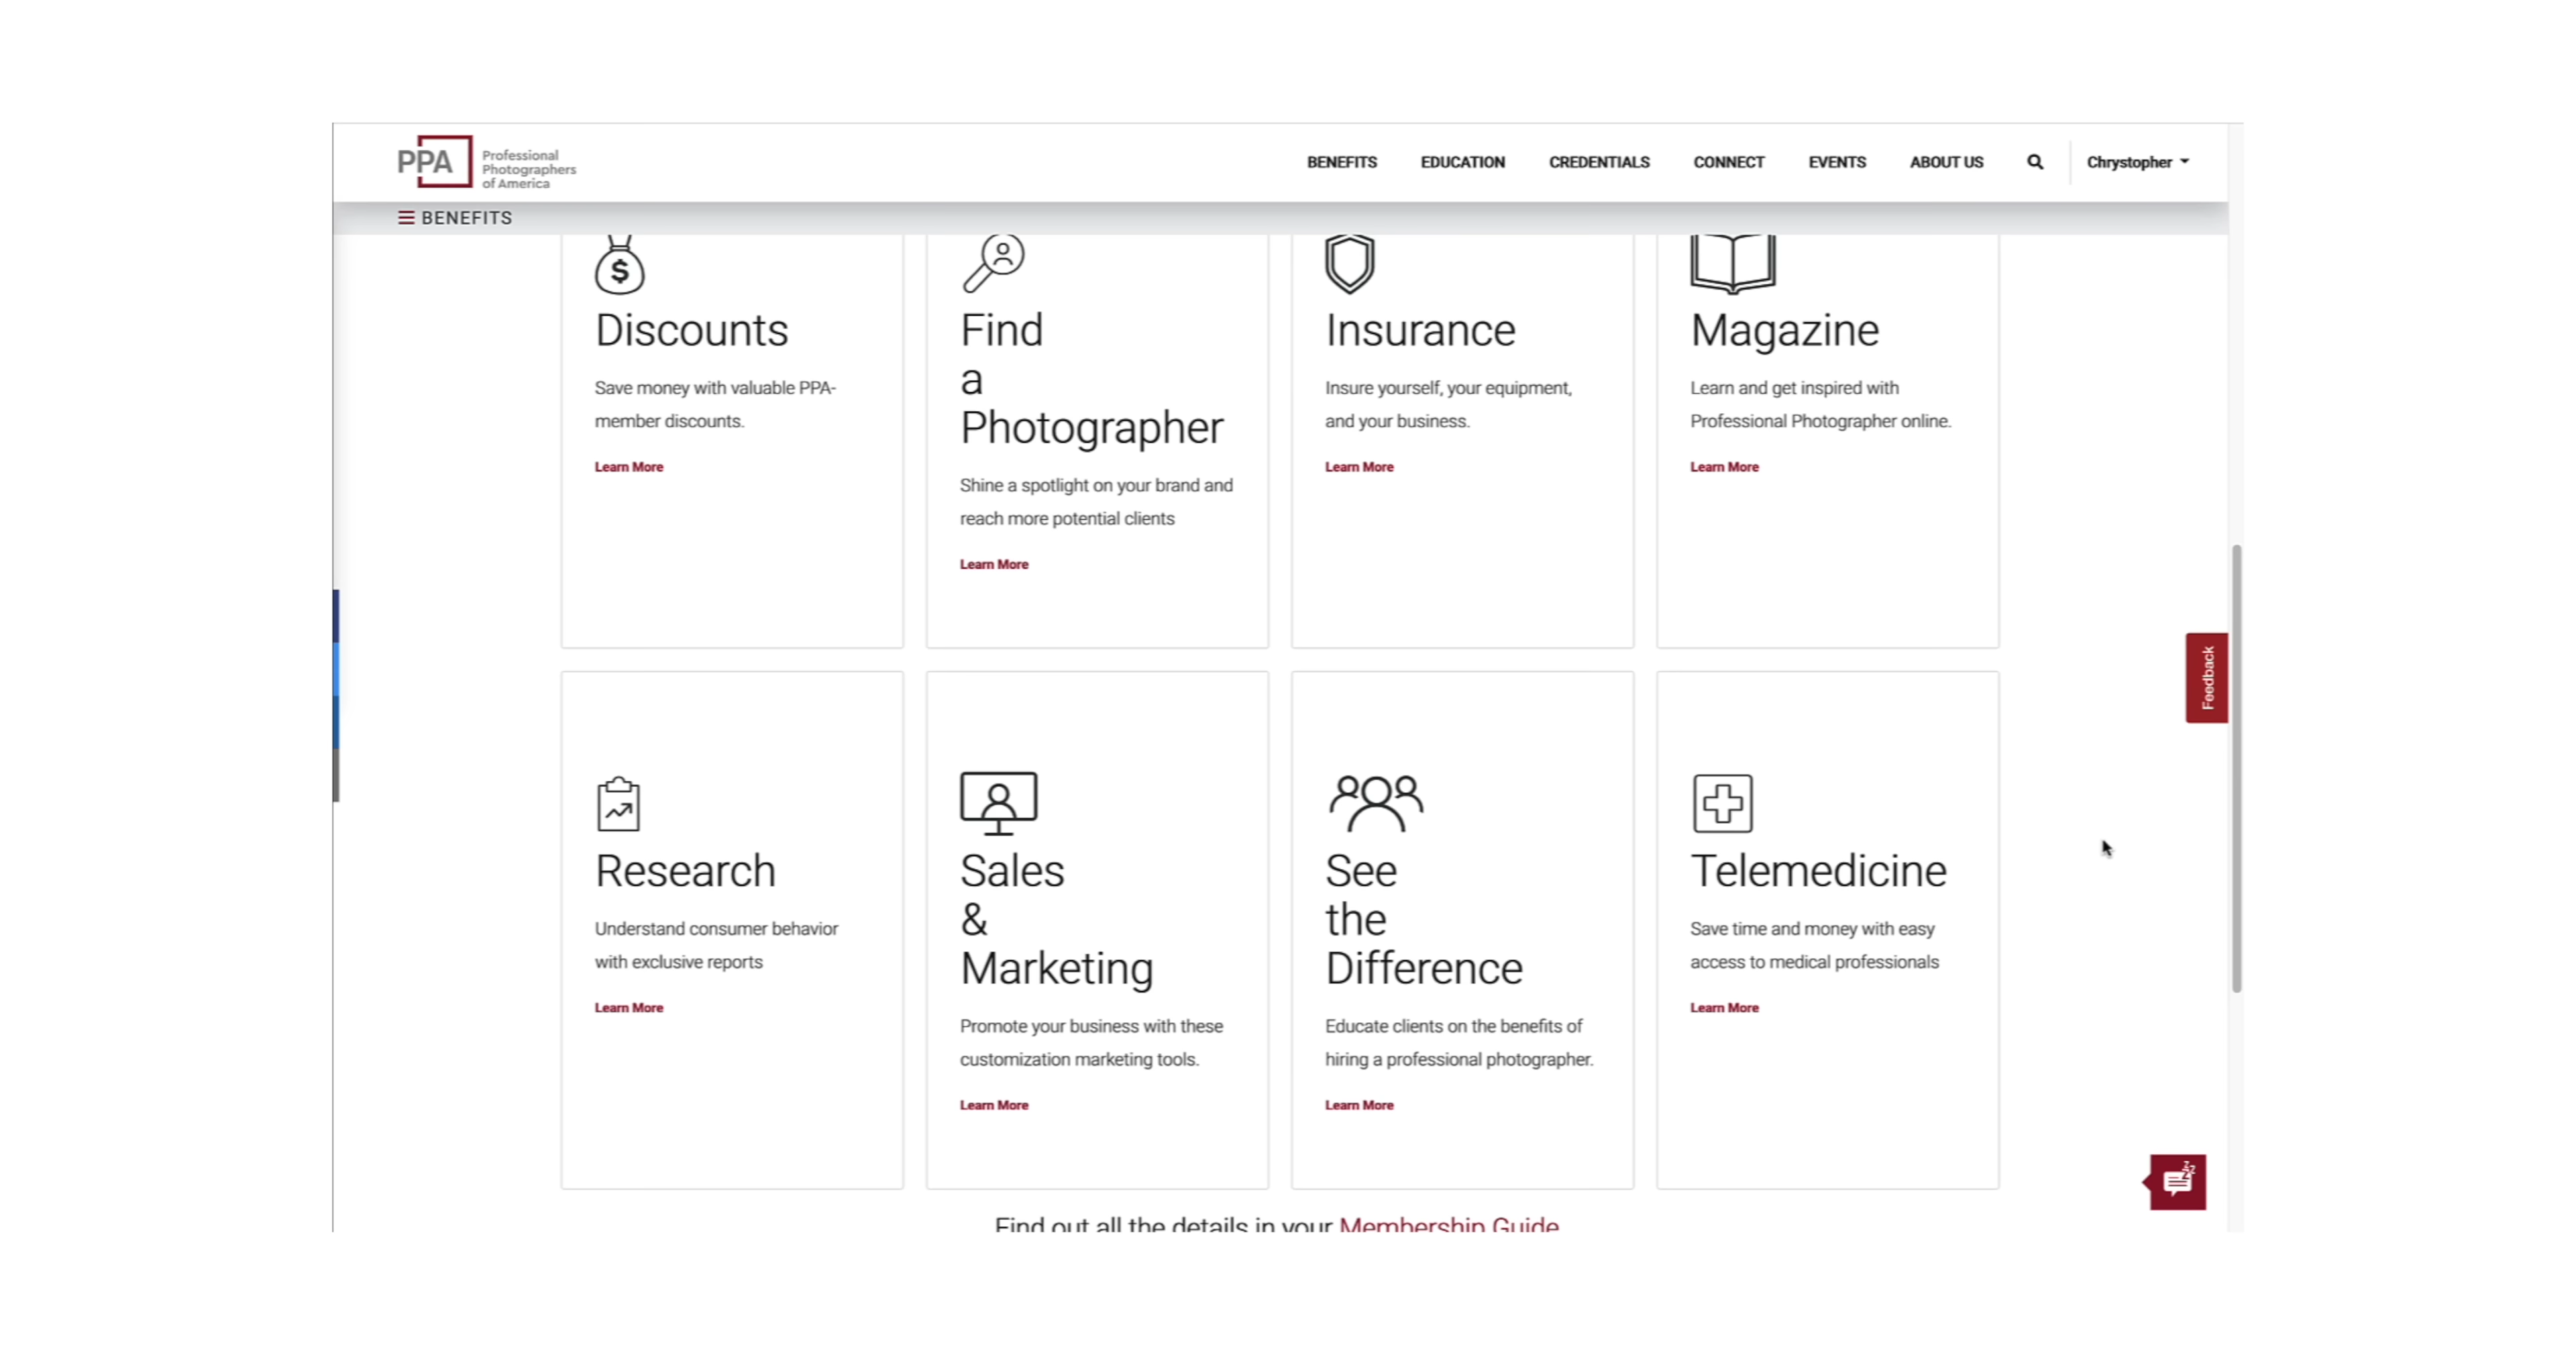 PPA
Professional
Photographers
of America
BENEFITS
EDUCATION
CREDENTIALS
CONNECT
EVENTS
ABOUT US
Chrystopher
BENEFITS
$
Discounts
Save money with valuable PPA-
member discounts.
Learn More
Find
a
Photographer
Shine a spotlight on your brand and
reach more potential clients
Learn More
Insurance
Insure yourself, your equipment,
and your business.
Learn More
Magazine
Learn and get inspired with
Professional Photographer online.
Learn More
Feedback
Research
Understand consumer behavior
with exclusive reports
Learn More
Sales
&
Marketing
Promote your business with these
customization marketing tools.
Learn More
See
the
Difference
Educate clients on the benefits of
hiring a professional photographer.
Learn More
Telemedicine
Save time and money with easy
access to medical professionals
Learn More
Find out all the details in your Membership Guide